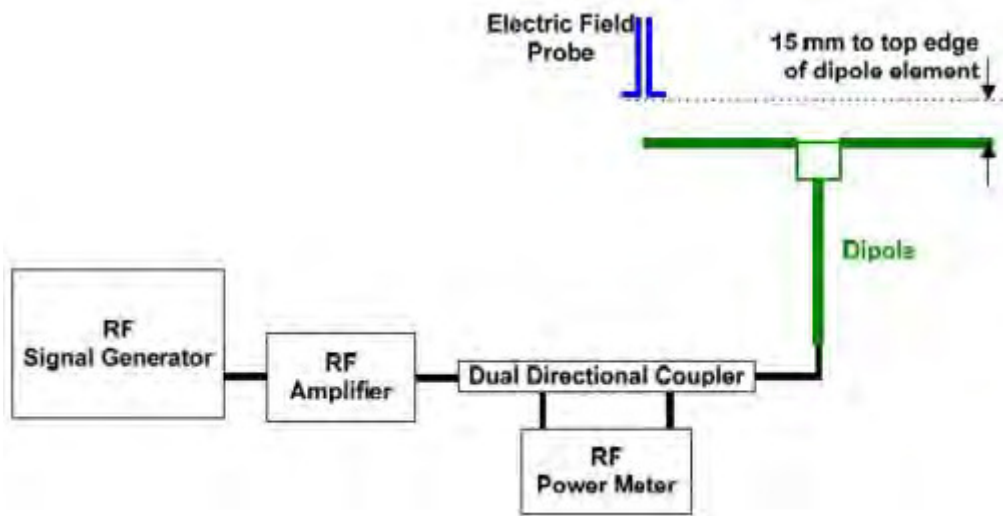 Electric Field
Probe
15 mm to top edge
of dipole element
Dipole
RF
Signal Generator
RF
Amplifier
Dual Directional Coupler
RF
Power Meter